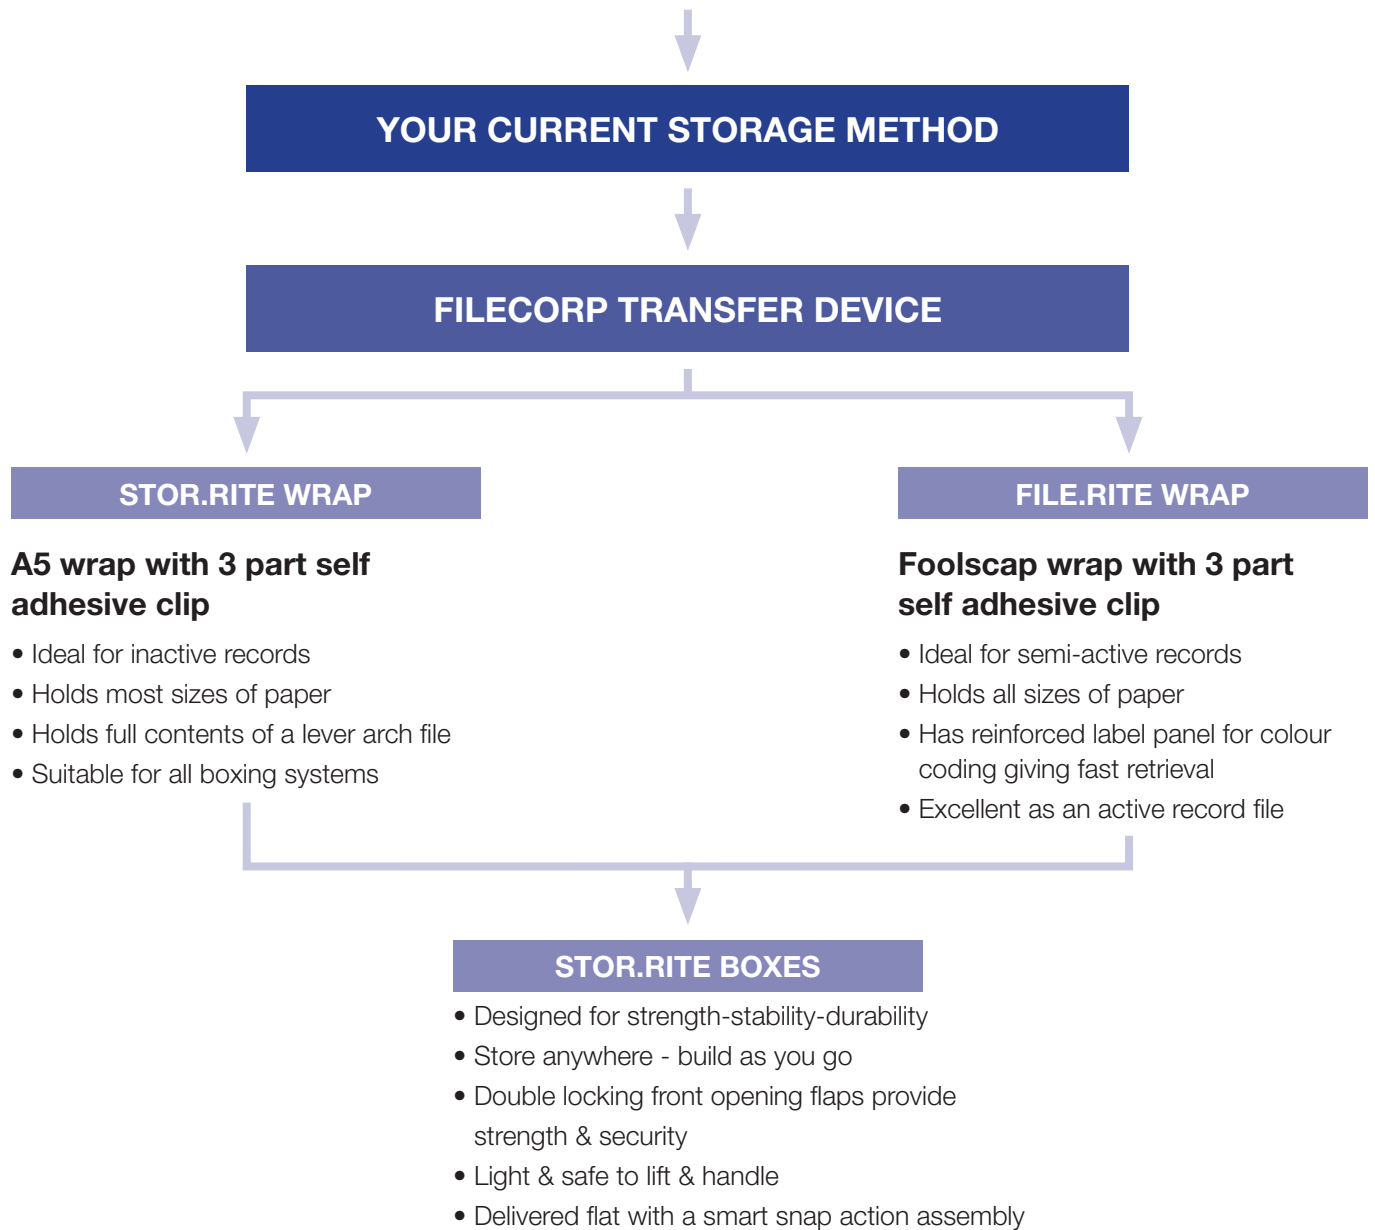 YOUR CURRENT STORAGE METHOD
FILECORP TRANSFER DEVICE
STOR.RITE WRAP
A5 wrap with 3 part self
adhesive clip
• Ideal for inactive records
• Holds most sizes of paper
• Holds full contents of a lever arch file
• Suitable for all boxing systems
FILE.RITE WRAP
Foolscap wrap with 3 part
self adhesive clip
• Ideal for semi-active records
• Holds all sizes of paper
• Has reinforced label panel for colour
coding giving fast retrieval
• Excellent as an active record file
STOR.RITE BOXES
• Designed for strength-stability-durability
• Store anywhere - build as you go
• Double locking front opening flaps provide
strength & security
• Light & safe to lift & handle
• Delivered flat with a smart snap action assembly